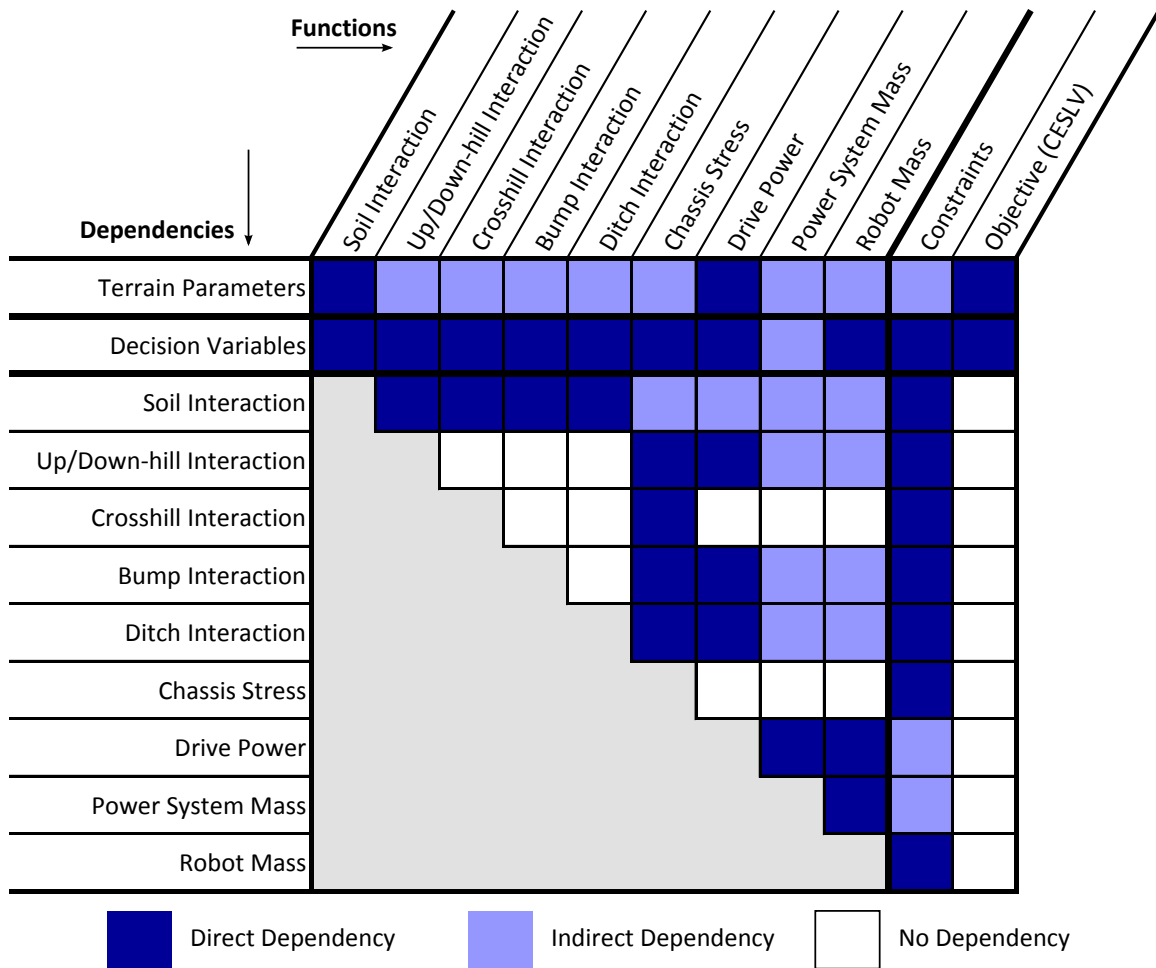 Functions
Soil Interaction
Up/Down-hill Interaction
Crosshill Interaction
Bump Interaction
Ditch Interaction
Chassis Stress
Drive Power
Power System Mass
Robot Mass
Constraints
Objective (CESLV)
Dependencies
Terrain Parameters
Decision Variables
Soil Interaction
Up/Down-hill Interaction
Crosshill Interaction
Bump Interaction
Ditch Interaction
Chassis Stress
Drive Power
Power System Mass
Robot Mass
Direct Dependency
Indirect Dependency
No Dependency